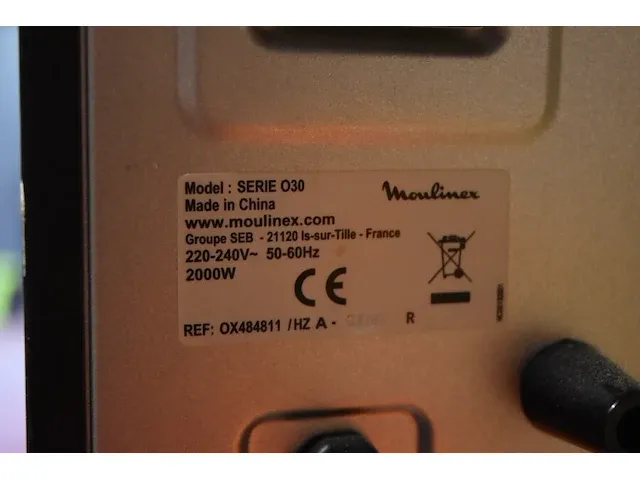 Model : SERIE O30
Moulinex
Made in China
www.moulinex.com
Groupe SEB - 21120 Is-sur-Tille - France
220-240V~ 50-60Hz
2000W
CE
REF: OX484811 /HZ A - R